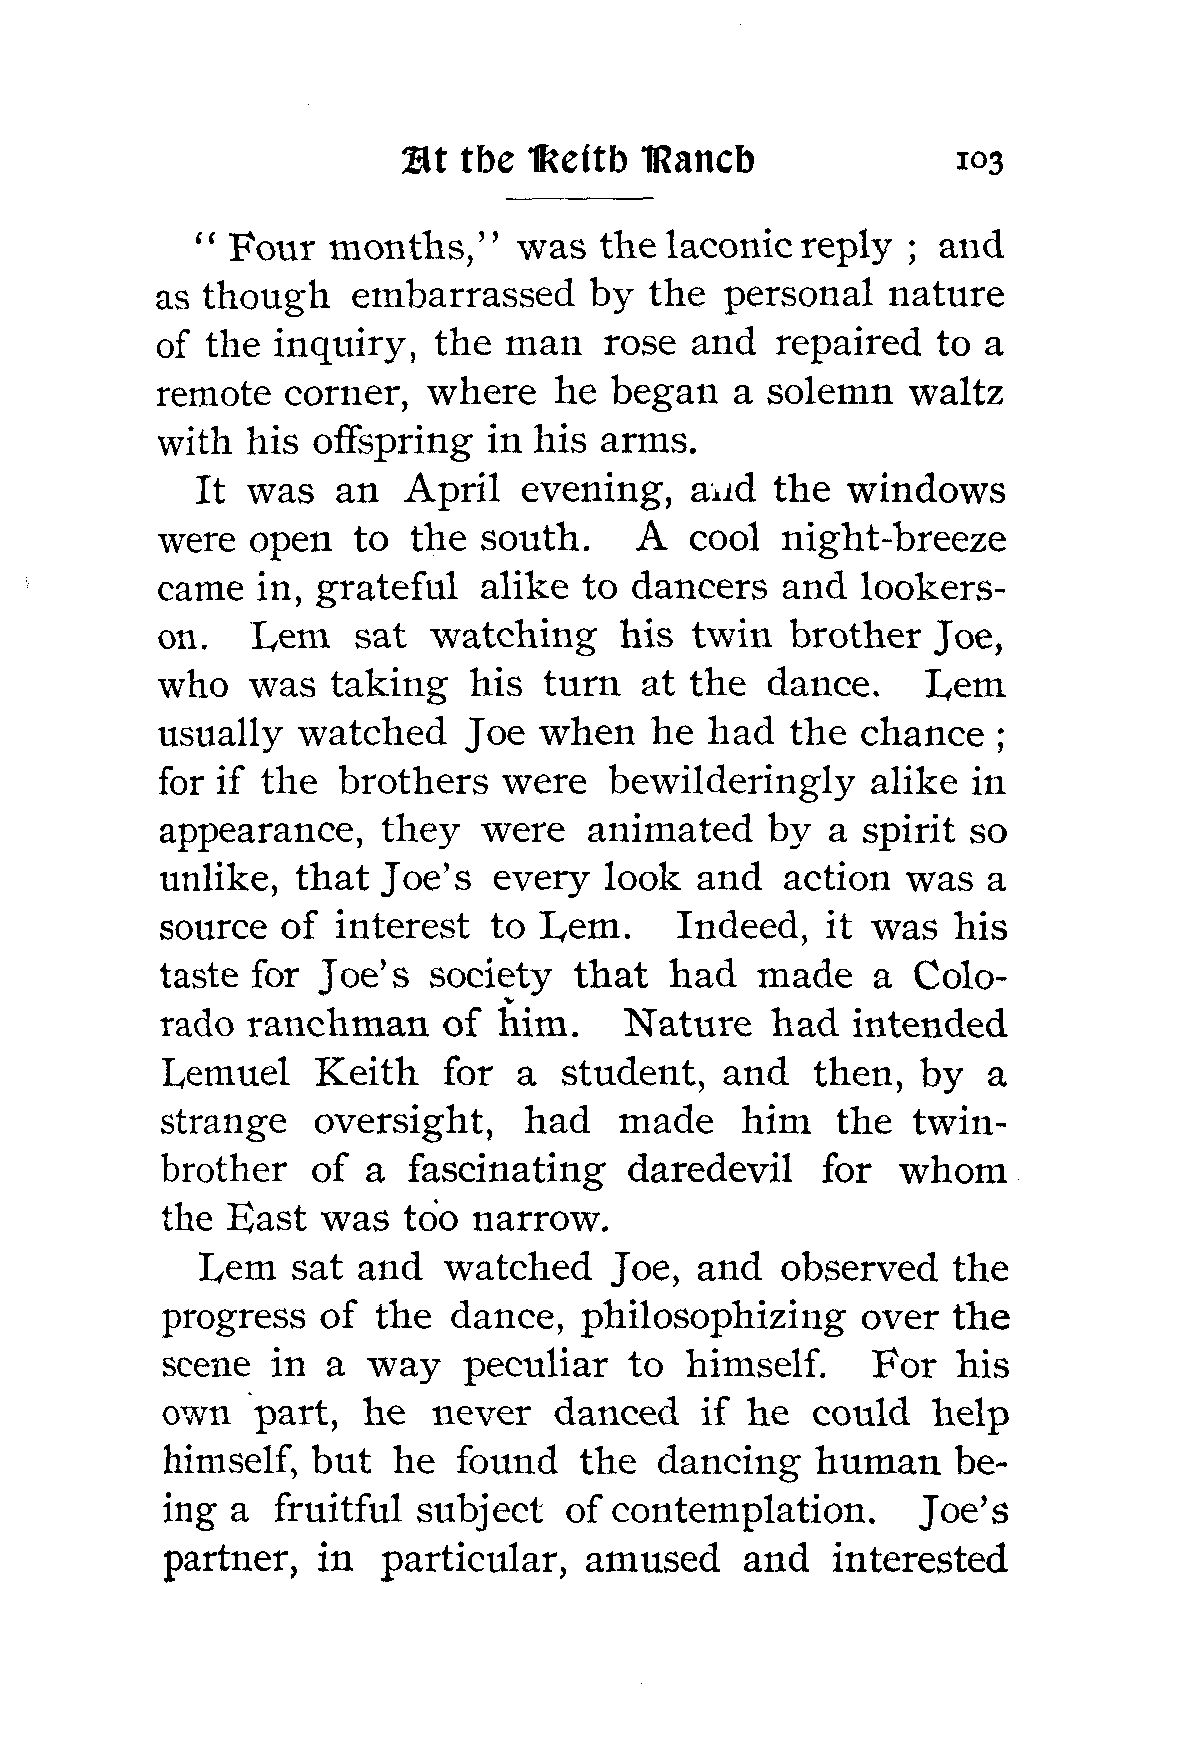 At the Keith Ranch 103
“ Four months,” was the laconic reply ; and
as though embarrassed by the personal nature
of the inquiry, the man rose and repaired to a
remote corner, where he began a solemn waltz
with his offspring in his arms.
It was an April evening, and the windows
were open to the south. A cool night-breeze
came in, grateful alike to dancers and lookers-
on. Lem sat watching his twin brother Joe,
who was taking his turn at the dance. Lem
usually watched Joe when he had the chance ;
for if the brothers were bewilderingly alike in
appearance, they were animated by a spirit so
unlike, that Joe’s every look and action was a
source of interest to Lem. Indeed, it was his
taste for Joe’s society that had made a Colo-
rado ranchman of him. Nature had intended
Lemuel Keith for a student, and then, by a
strange oversight, had made him the twin-
brother of a fascinating daredevil for whom
the East was too narrow.
Lem sat and watched Joe, and observed the
progress of the dance, philosophizing over the
scene in a way peculiar to himself. For his
own part, he never danced if he could help
himself, but he found the dancing human be-
ing a fruitful subject of contemplation. Joe’s
partner, in particular, amused and interested